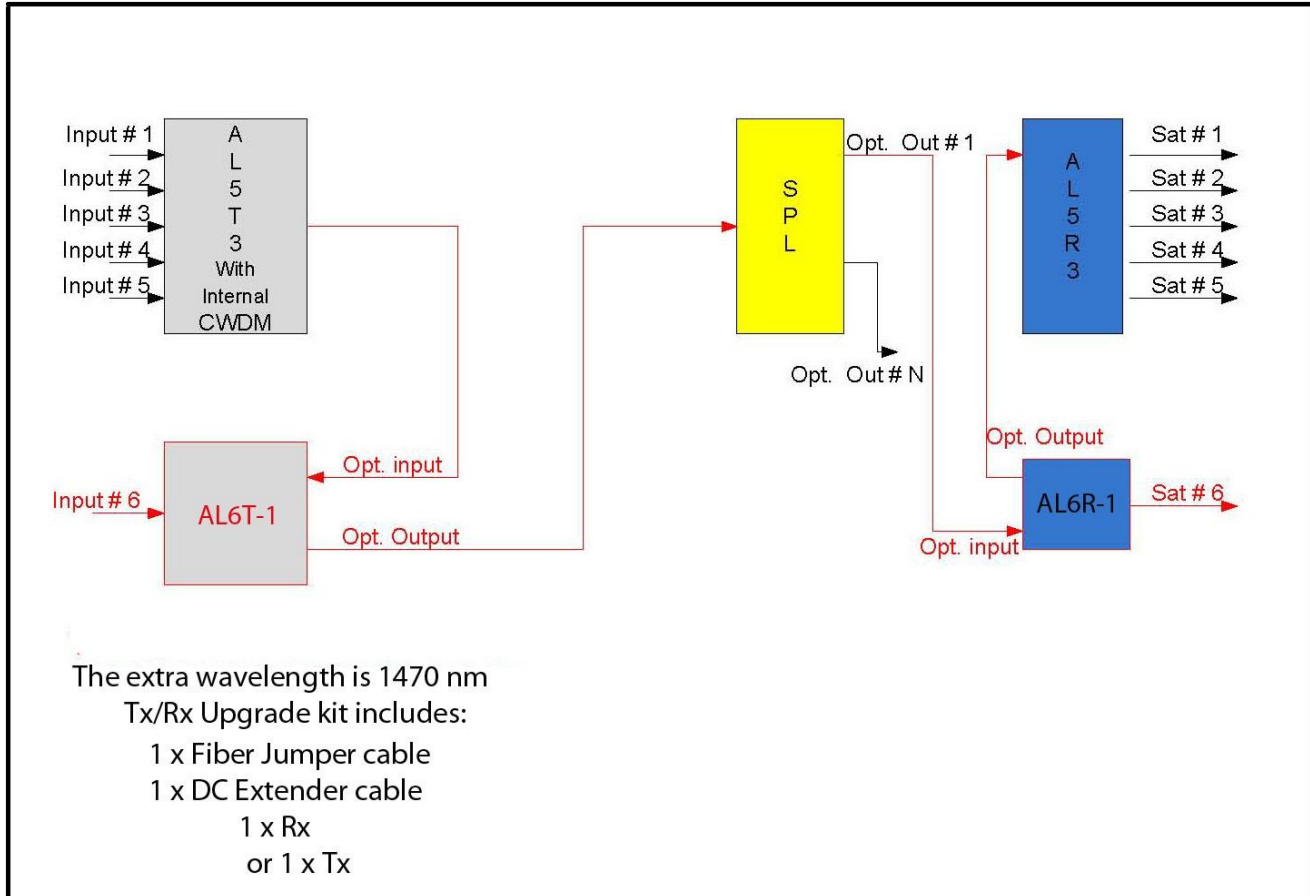 Input # 1
Input # 2
Input # 3
Input # 4
Input # 5
A
L
5
T
3
With
Internal
CWDM
S
P
L
Opt. Out # 1
Opt. Out # N
A
L
5
R
3
Sat # 1
Sat # 2
Sat # 3
Sat # 4
Sat # 5
Input # 6
AL6T-1
Opt. input
Opt. Output
Opt. Output
Opt. input
AL6R-1
Sat # 6
The extra wavelength is 1470 nm
Tx/Rx Upgrade kit includes:
1 x Fiber Jumper cable
1 x DC Extender cable
1 x Rx
or 1 x Tx